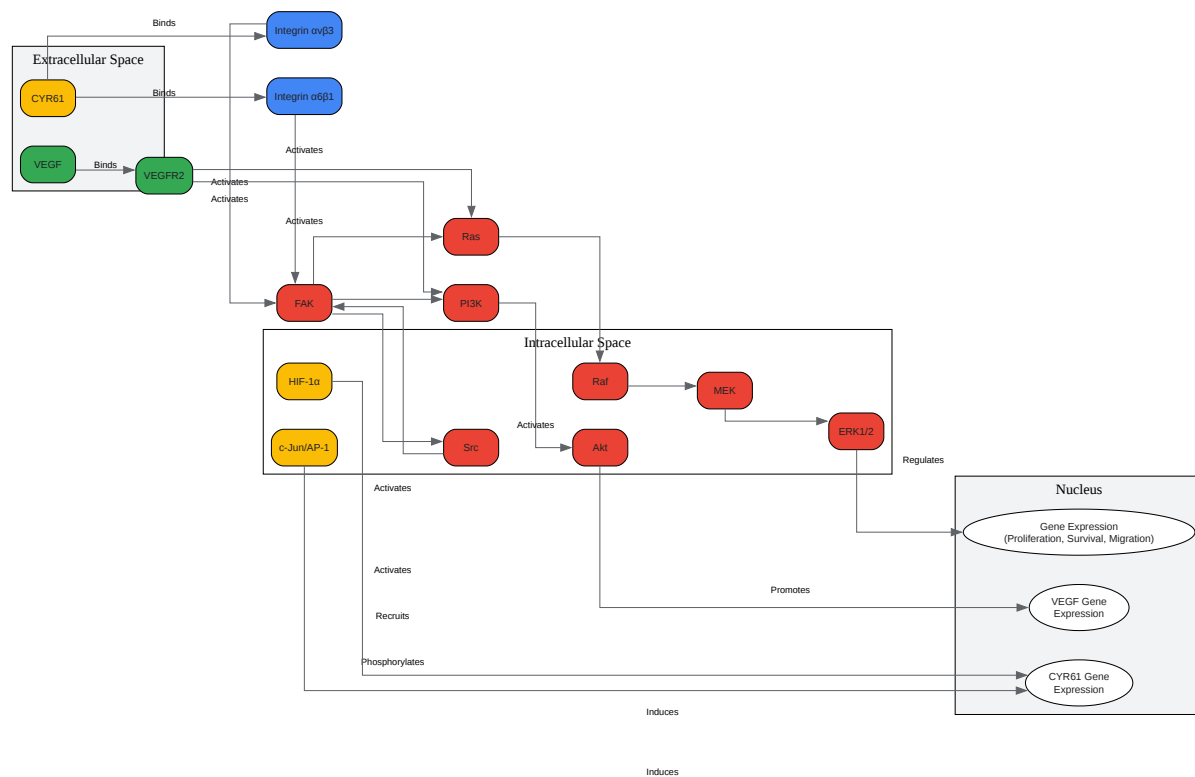 Binds
Integrin αvβ3
Extracellular Space
CYR61
Binds
Integrin α6β1
VEGF
Binds
VEGFR2
Activates
Activates
Activates
Activates
Ras
FAK
PI3K
Intracellular Space
HIF-1α
Raf
MEK
Activates
ERK1/2
c-Jun/AP-1
Src
Akt
Regulates
Activates
Nucleus
Gene Expression
(Proliferation, Survival, Migration)
Activates
Promotes
VEGF Gene
Expression
Recruits
Phosphorylates
CYR61 Gene
Expression
Induces
Induces